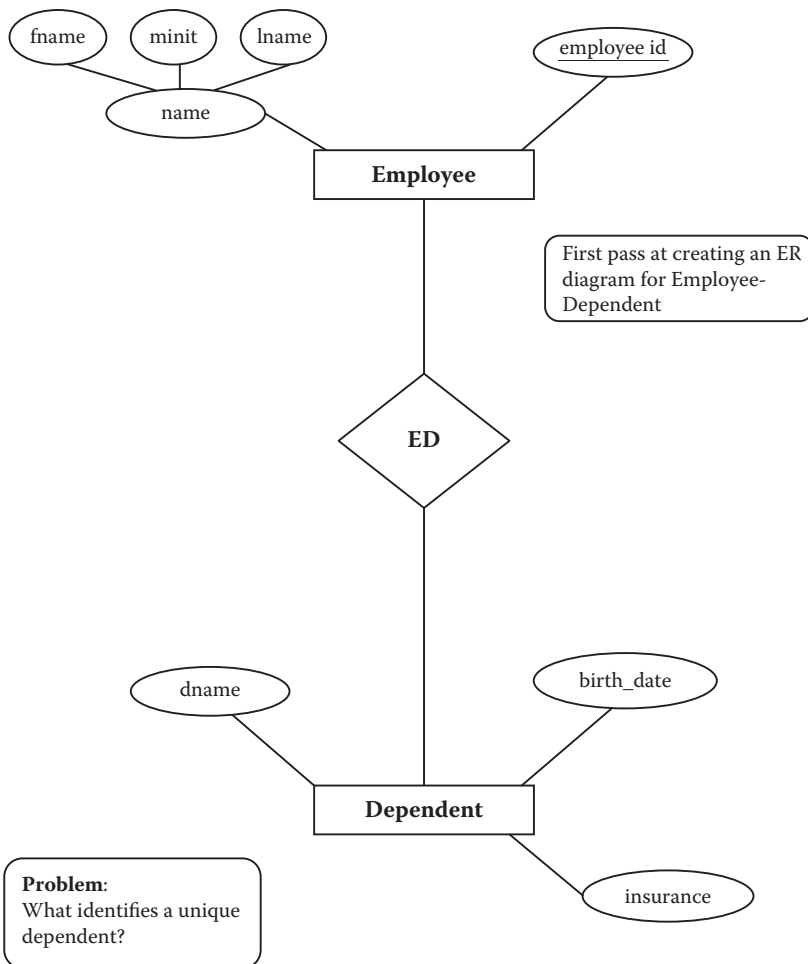 fname
minit
lname
employee id
name
Employee
First pass at creating an ER
diagram for Employee-
Dependent
ED
dname
birth_date
Dependent
insurance
Problem:
What identifies a unique
dependent?